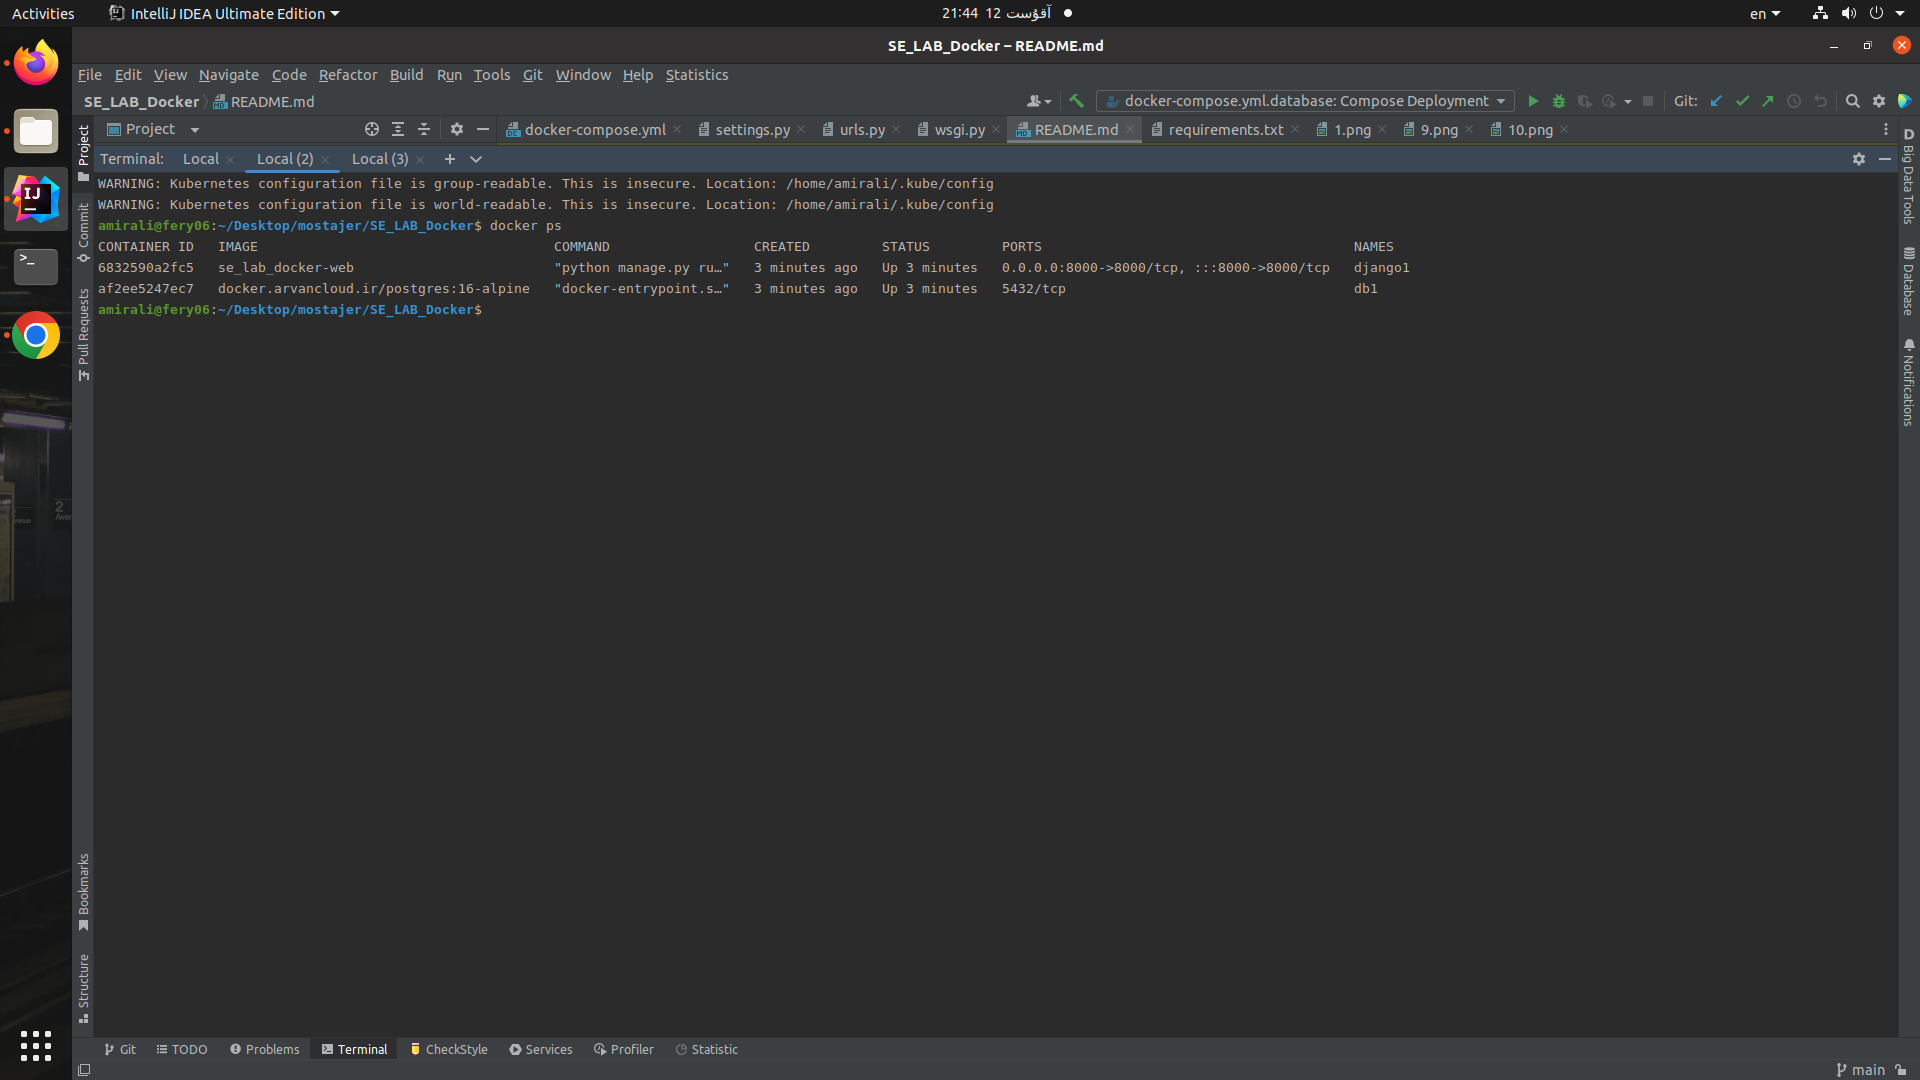 Activities
IntelliJ IDEA Ultimate Edition
21:44 12 آقۇست
en
SE_LAB_Docker – README.md
File Edit View Navigate Code Refactor Build Run Tools Git Window Help Statistics
SE_LAB_Docker README.md
docker-compose.yml.database: Compose Deployment
Git:
Project
docker-compose.yml settings.py urls.py wsgi.py README.md requirements.txt 1.png 9.png 10.png
Terminal: Local Local (2) Local (3)
WARNING: Kubernetes configuration file is group-readable. This is insecure. Location: /home/amirali/.kube/config
WARNING: Kubernetes configuration file is world-readable. This is insecure. Location: /home/amirali/.kube/config
amirali@fery06:~/Desktop/mostajer/SE_LAB_Docker$ docker ps
CONTAINER ID IMAGE COMMAND CREATED STATUS PORTS NAMES
6832590a2fc5 se_lab_docker-web "python manage.py ru…" 3 minutes ago Up 3 minutes 0.0.0.0:8000->8000/tcp, :::8000->8000/tcp django1
af2ee5247ec7 docker.arvancloud.ir/postgres:16-alpine "docker-entrypoint.s…" 3 minutes ago Up 3 minutes 5432/tcp db1
amirali@fery06:~/Desktop/mostajer/SE_LAB_Docker$
Project
Commit
Pull Requests
Bookmarks
Structure
D Big Data Tools
Database
Notifications
Git TODO Problems Terminal CheckStyle Services Profiler Statistic
main